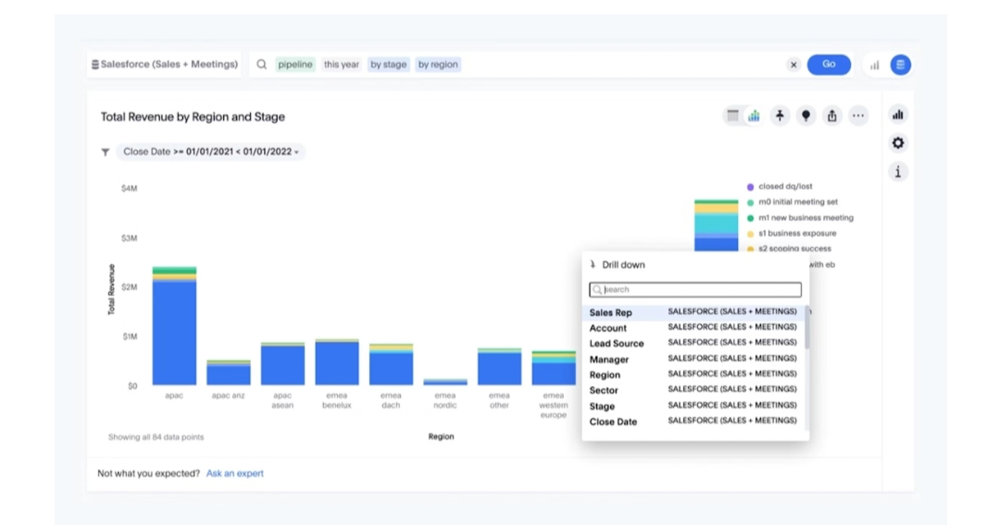 Salesforce (Sales + Meetings) pipeline this year by stage by region Go
Total Revenue by Region and Stage
Close Date >= 01/01/2021 < 01/01/2022
$4M
$3M
$2M
$1M
$0
Total Revenue
apac
apac anz
apac asean
emea benelux
emea dach
emea nordic
emea other
emea western europe
Region
closed dq/lost
m0 initial meeting set
m1 new business meeting
s1 business exposure
s2 scoping success
with eb
Drill down
Search
Sales Rep SALESFORCE (SALES + MEETINGS)
Account SALESFORCE (SALES + MEETINGS)
Lead Source SALESFORCE (SALES + MEETINGS)
Manager SALESFORCE (SALES + MEETINGS)
Region SALESFORCE (SALES + MEETINGS)
Sector SALESFORCE (SALES + MEETINGS)
Stage SALESFORCE (SALES + MEETINGS)
Close Date SALESFORCE (SALES + MEETINGS)
Showing all 84 data points
Not what you expected? Ask an expert